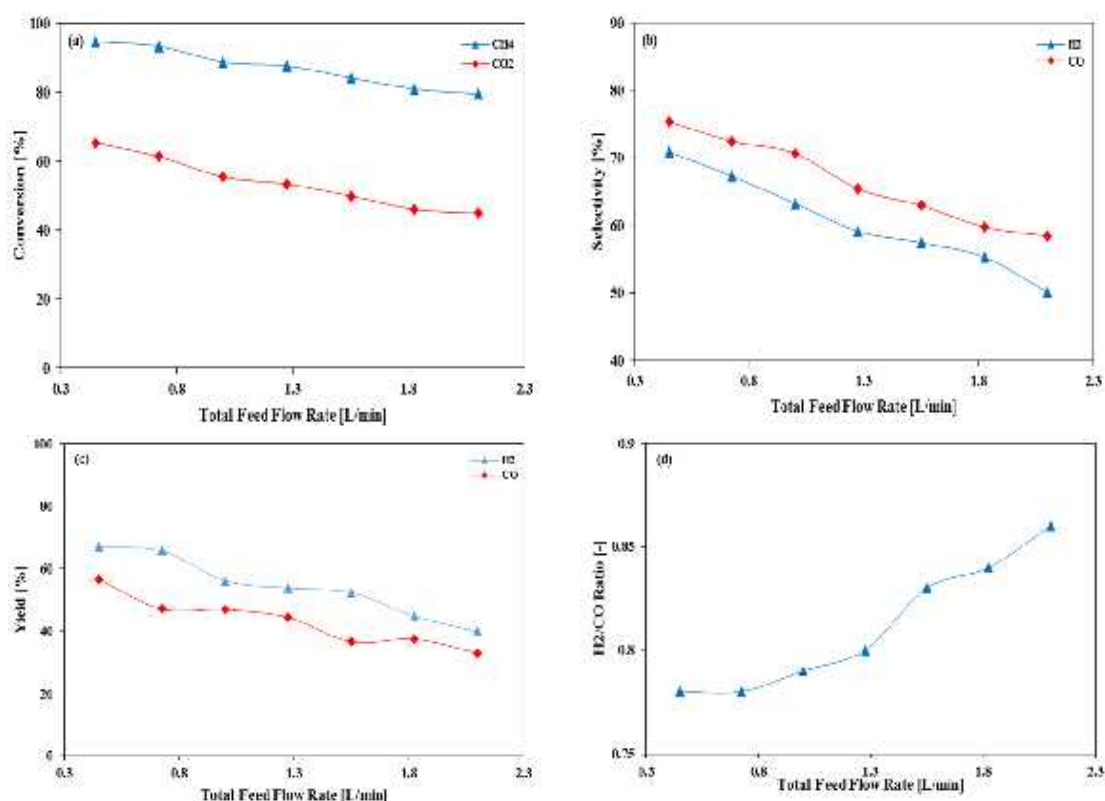 (a)
CH4
CO2
100
80
60
40
20
0
Conversion [%]
0.3 0.8 1.3 1.8 2.3
Total Feed Flow Rate [L/min]
(b)
H2
CO
90
80
70
60
50
40
Selectivity [%]
0.3 0.8 1.3 1.8 2.3
Total Feed Flow Rate [L/min]
(c)
H2
CO
100
80
60
40
20
0
Yield [%]
0.3 0.8 1.3 1.8 2.3
Total Feed Flow Rate [L/min]
(d)
0.9
0.85
0.8
0.75
H2/CO Ratio [-]
0.3 0.8 1.3 1.8 2.3
Total Feed Flow Rate [L/min]